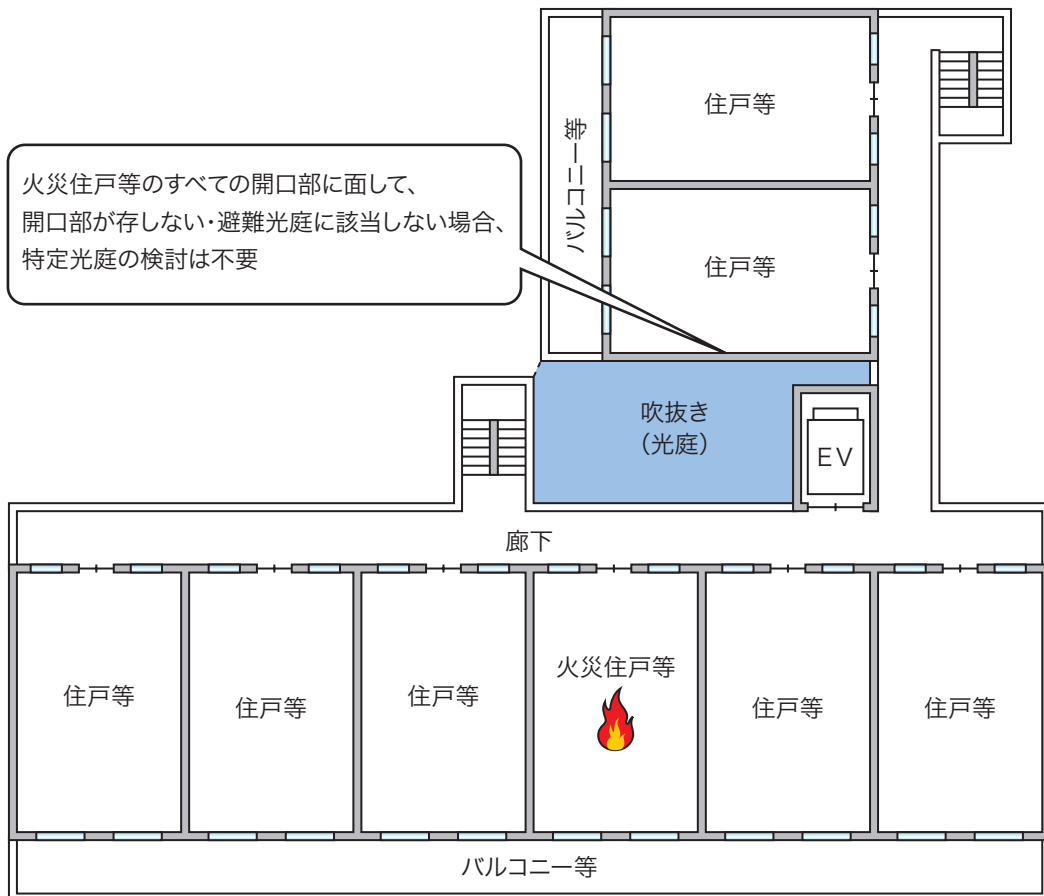 住戸等
バルコニー等
火災住戸等のすべての開口部に面して、
開口部が存しない・避難光庭に該当しない場合、
特定光庭の検討は不要
住戸等
吹抜き
（光庭）
EV
廊下
住戸等
住戸等
住戸等
火災住戸等
住戸等
住戸等
バルコニー等